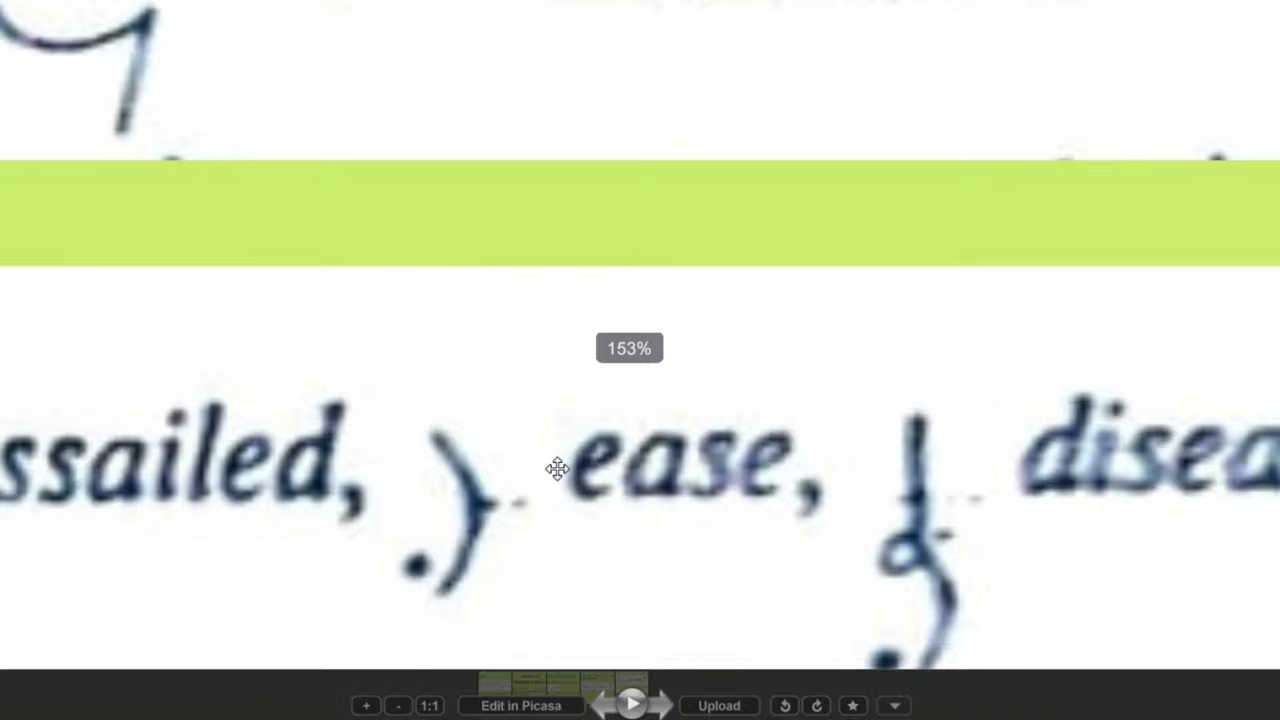 153%
ssailed, ease, disea
+ - 1:1 Edit in Picasa Upload